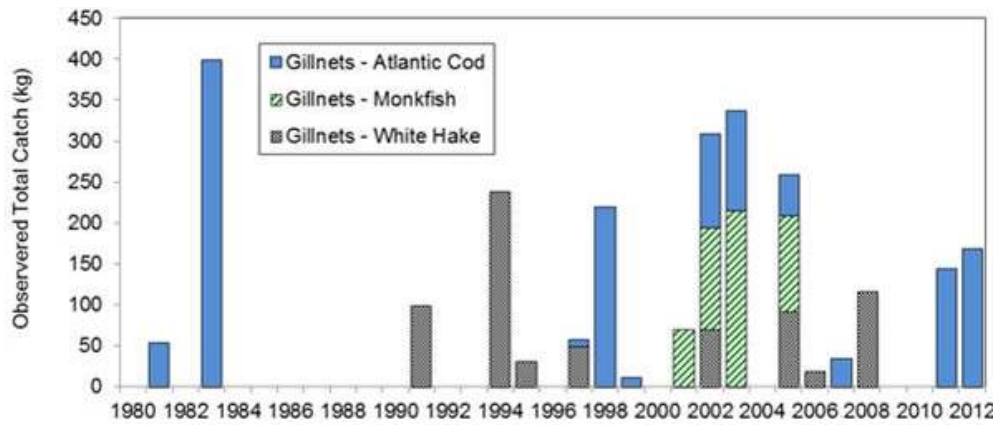 Observered Total Catch (kg)
450
400
350
300
250
200
150
100
50
0
Gillnets - Atlantic Cod
Gillnets - Monkfish
Gillnets - White Hake
1980 1982 1984 1986 1988 1990 1992 1994 1996 1998 2000 2002 2004 2006 2008 2010 2012